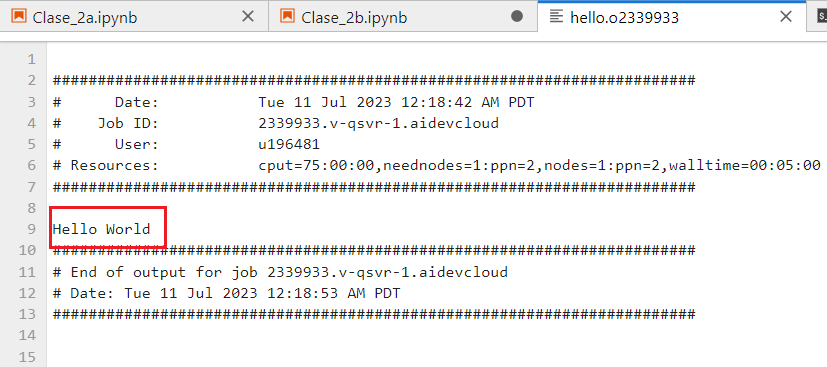 Clase_2a.ipynb
Clase_2b.ipynb
hello.o2339933
1
2 ########################################################################
3 #      Date:           Tue 11 Jul 2023 12:18:42 AM PDT
4 #    Job ID:           2339933.v-qsvr-1.aidevcloud
5 #      User:           u196481
6 # Resources:           cput=75:00:00,neednodes=1:ppn=2,nodes=1:ppn=2,walltime=00:05:00
7 ########################################################################
8
9 Hello World
10 ########################################################################
11 # End of output for job 2339933.v-qsvr-1.aidevcloud
12 # Date: Tue 11 Jul 2023 12:18:53 AM PDT
13 ########################################################################
14
15